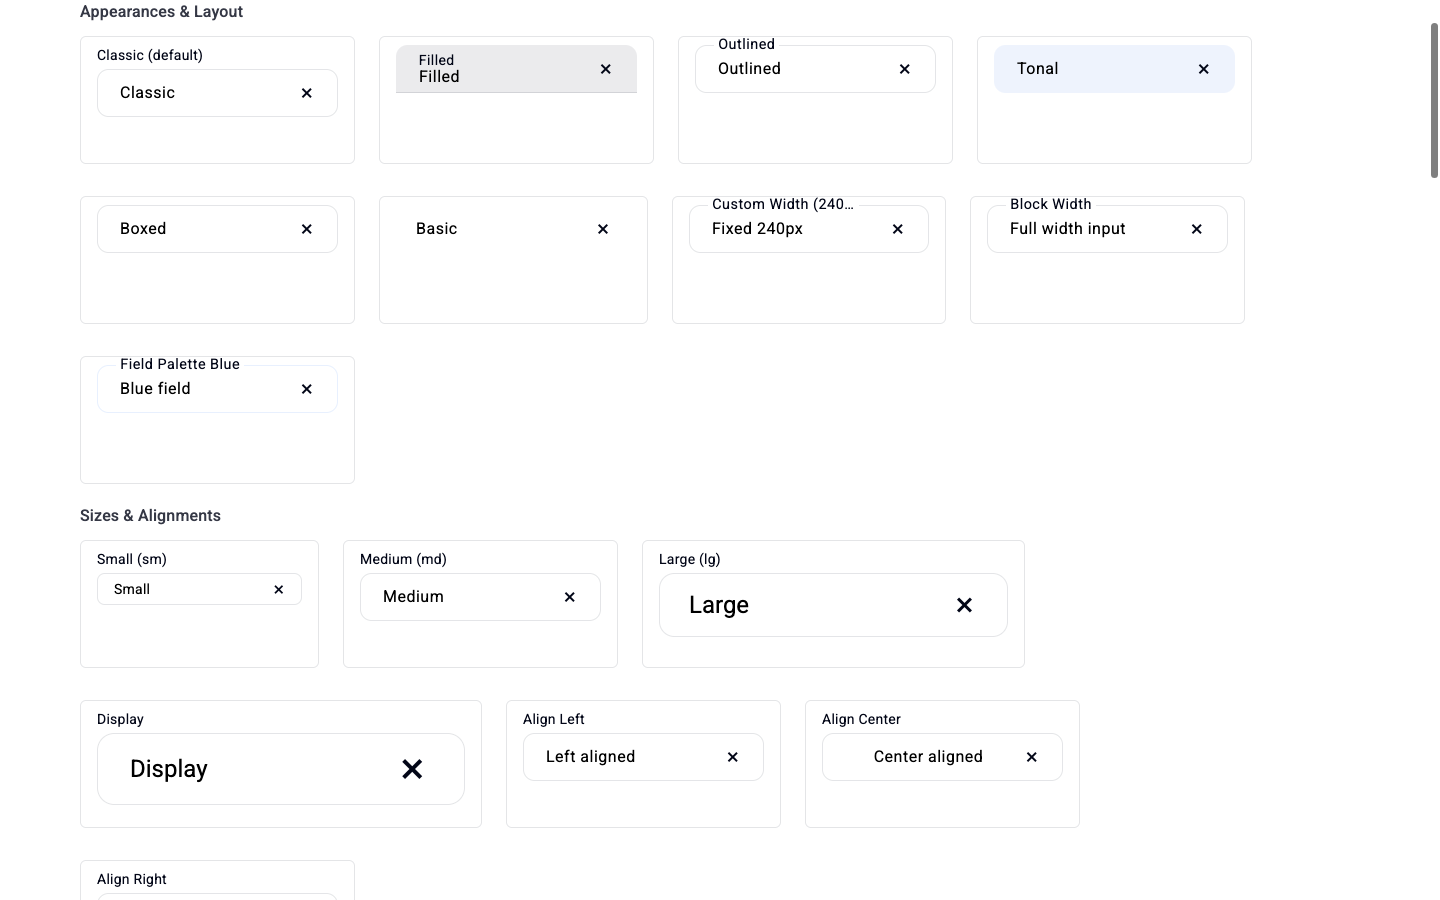 Appearances & Layout
Classic (default)
Classic
Filled
Filled
Outlined
Outlined
Tonal
Boxed
Basic
Custom Width (240...
Fixed 240px
Block Width
Full width input
Field Palette Blue
Blue field
Sizes & Alignments
Small (sm)
Small
Medium (md)
Medium
Large (lg)
Large
Display
Display
Align Left
Left aligned
Align Center
Center aligned
Align Right